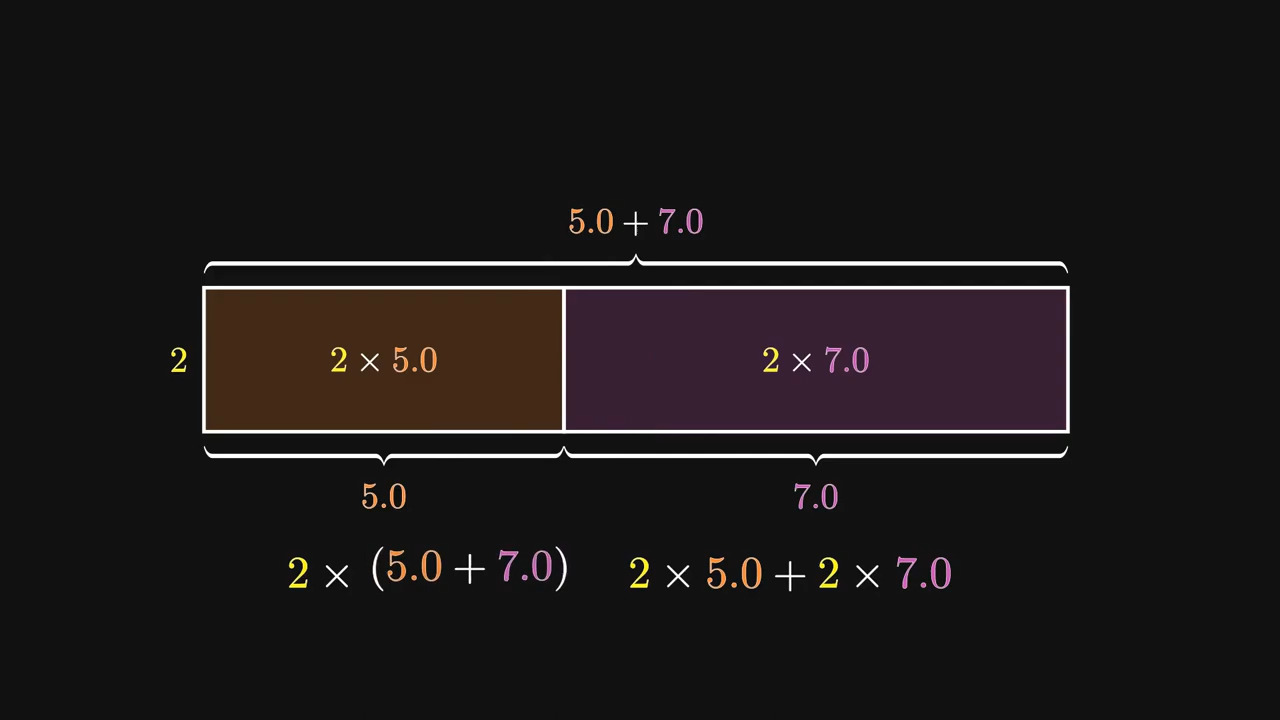 5.0 + 7.0
2 2 × 5.0 2 × 7.0
5.0 7.0
2 × (5.0 + 7.0) 2 × 5.0 + 2 × 7.0